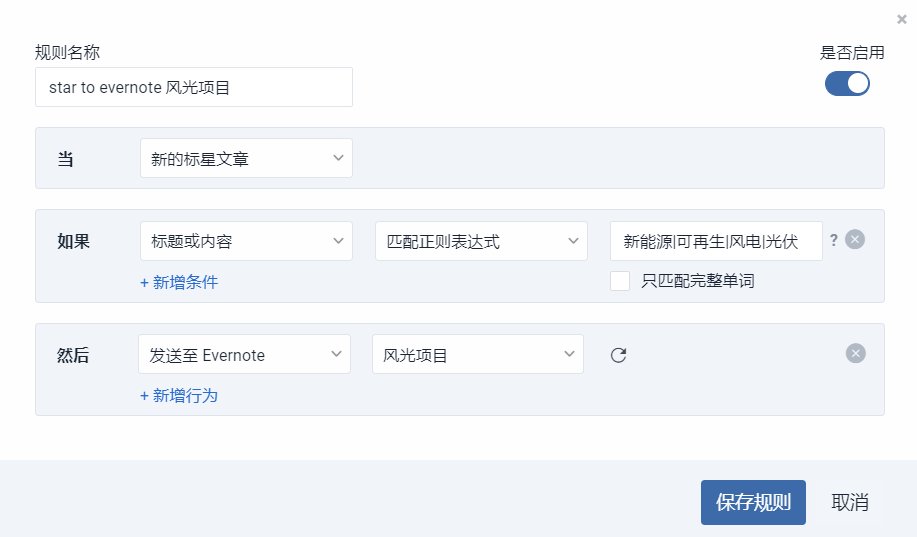 规则名称
是否启用
star to evernote 风光项目
当
新的标星文章
如果
标题或内容
匹配正则表达式
新能源|可再生|风电|光伏
?
+ 新增条件
只匹配完整单词
然后
发送至 Evernote
风光项目
+ 新增行为
保存规则
取消